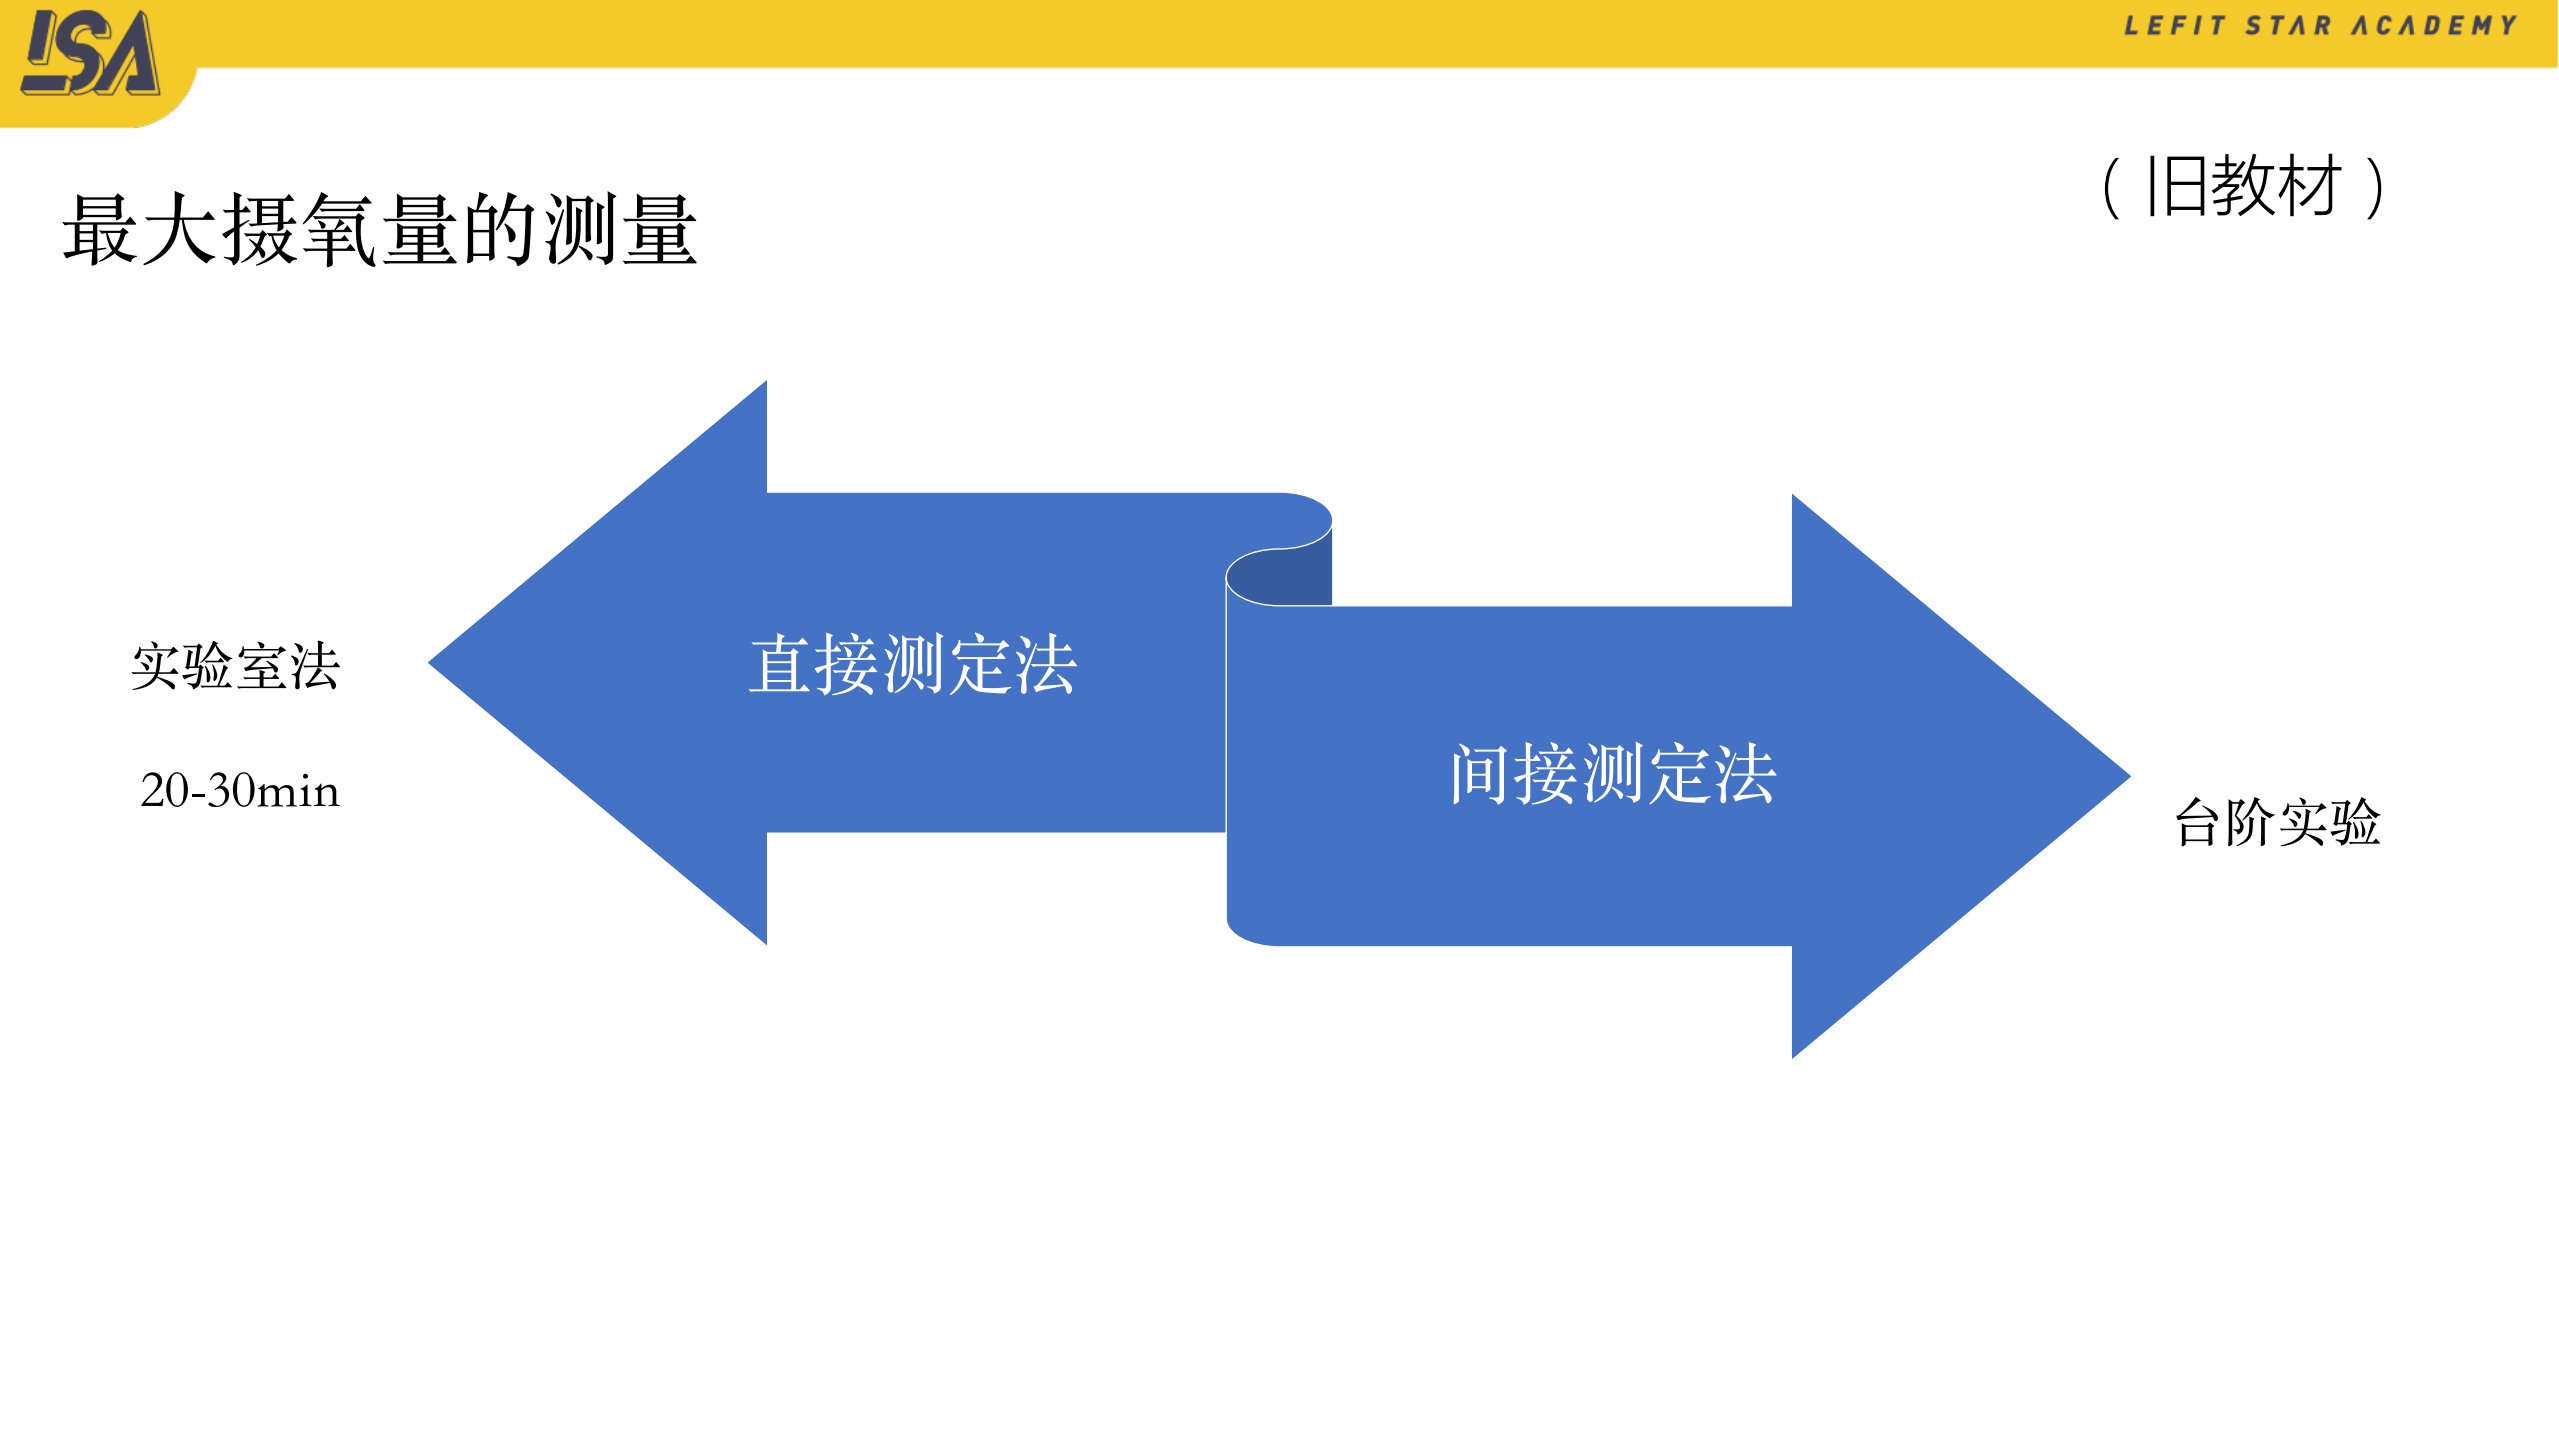 LSA
LEFIT STAR ACADEMY
（旧教材）
最大摄氧量的测量
直接测定法
实验室法
20-30min
间接测定法
台阶实验